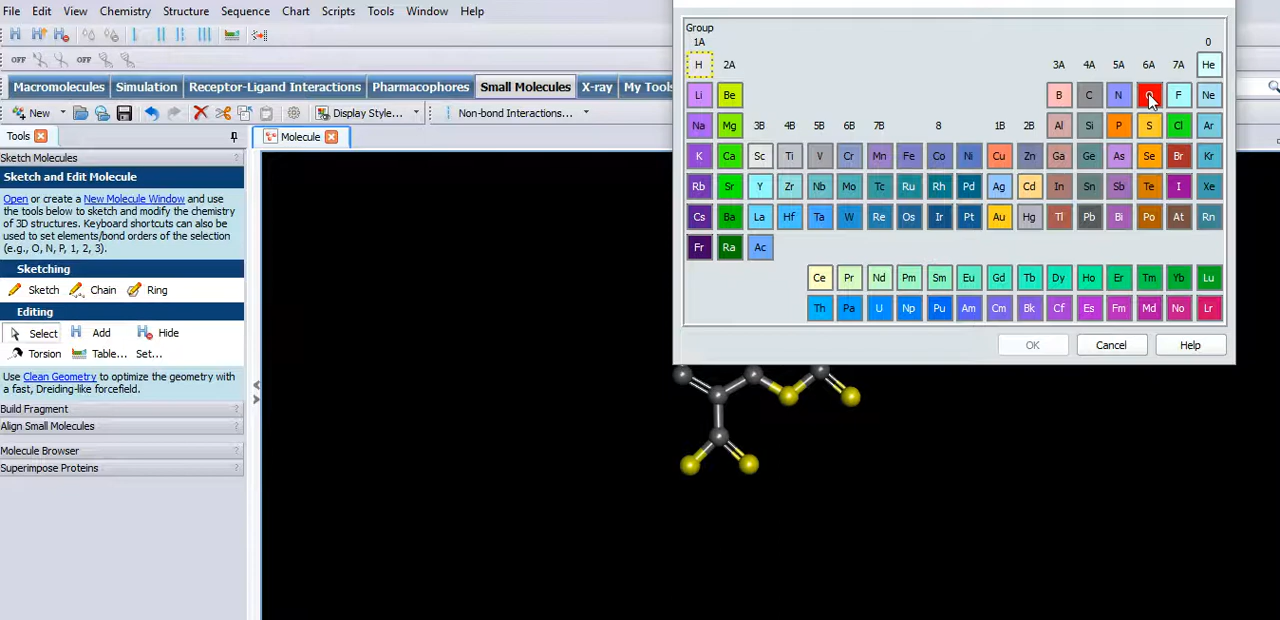 File Edit View Chemistry Structure Sequence Chart Scripts Tools Window Help
OFF OFF
Macromolecules Simulation Receptor-Ligand Interactions Pharmacophores Small Molecules X-ray My Tools
New Display Style... Non-bond Interactions...
Tools Molecule
Sketch Molecules ?
Sketch and Edit Molecule
Open or create a New Molecule Window and use
the tools below to sketch and modify the chemistry
of 3D structures. Keyboard shortcuts can also be
used to set elements/bond orders of the selection
(e.g., O, N, P, 1, 2, 3).
Sketching
Sketch Chain Ring
Editing
Select Add Hide
Torsion Table... Set...
Use Clean Geometry to optimize the geometry with
a fast, Dreiding-like forcefield.
Build Fragment ?
Align Small Molecules ?
Molecule Browser ?
Superimpose Proteins ?
Group
1A 0
H 2A 3A 4A 5A 6A 7A He
Li Be B C N F Ne
Na Mg 3B 4B 5B 6B 7B 8 1B 2B Al Si P S Cl Ar
K Ca Sc Ti V Cr Mn Fe Co Ni Cu Zn Ga Ge As Se Br Kr
Rb Sr Y Zr Nb Mo Tc Ru Rh Pd Ag Cd In Sn Sb Te I Xe
Cs Ba La Hf Ta W Re Os Ir Pt Au Hg Tl Pb Bi Po At Rn
Fr Ra Ac
Ce Pr Nd Pm Sm Eu Gd Tb Dy Ho Er Tm Yb Lu
Th Pa U Np Pu Am Cm Bk Cf Es Fm Md No Lr
OK Cancel Help